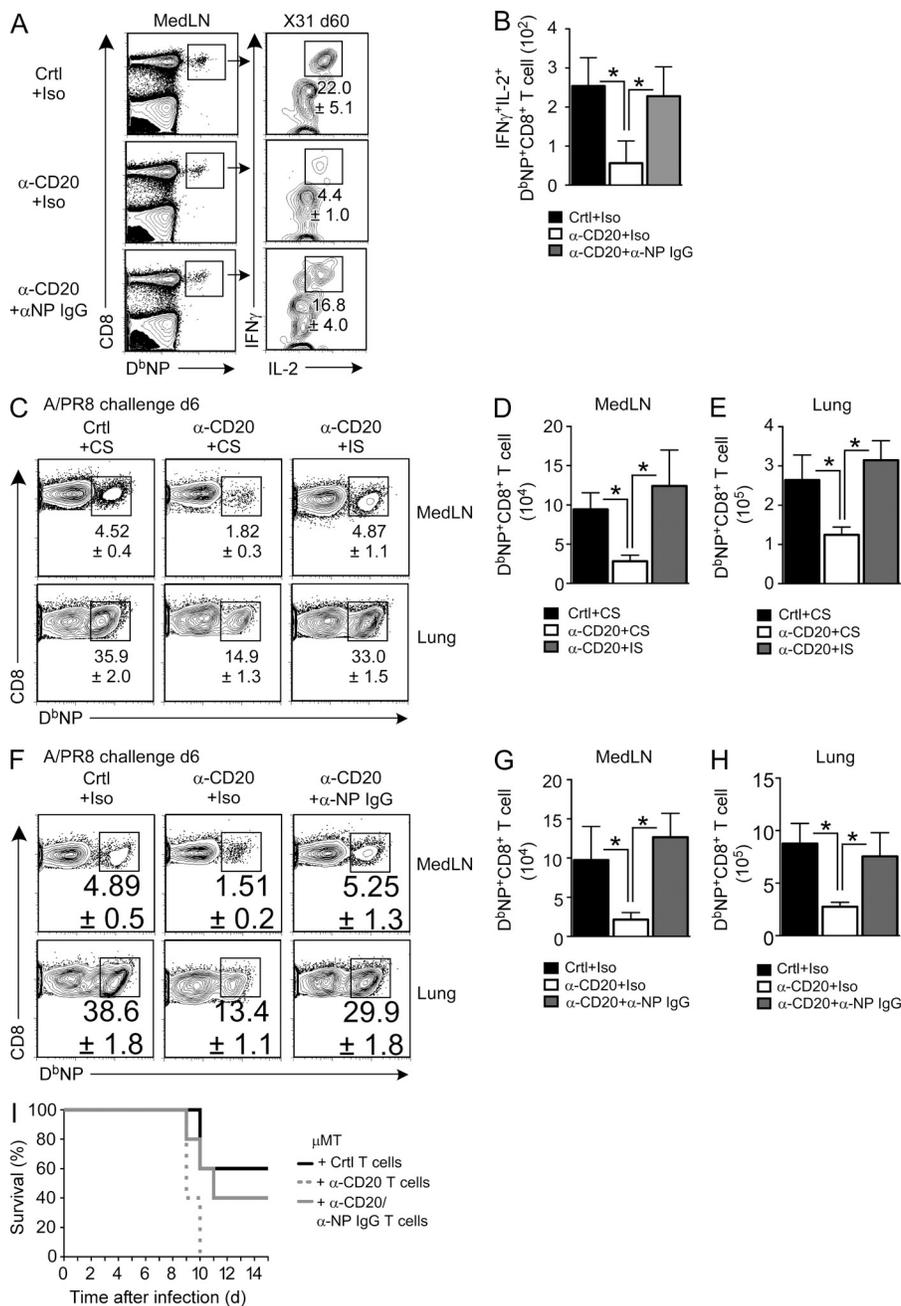 A
MedLN
X31 d60
Crtl
+Iso
22.0
± 5.1
α-CD20
+Iso
4.4
± 1.0
α-CD20
+αNP IgG
16.8
± 4.0
CD8
DᵇNP
IFNγ
IL-2
B
IFNγ⁺IL-2⁺
DᵇNP⁺CD8⁺ T cell (10²)
4
3
2
1
0
*
*
Crtl+Iso
α-CD20+Iso
α-CD20+α-NP IgG
C
A/PR8 challenge d6
Crtl
+CS
α-CD20
+CS
α-CD20
+IS
4.52
± 0.4
1.82
± 0.3
4.87
± 1.1
MedLN
35.9
± 2.0
14.9
± 1.3
33.0
± 1.5
Lung
CD8
DᵇNP
D
MedLN
DᵇNP⁺CD8⁺ T cell
(10⁴)
20
15
10
5
0
*
*
Crtl+CS
α-CD20+CS
α-CD20+IS
E
Lung
DᵇNP⁺CD8⁺ T cell
(10⁵)
4
3
2
1
0
*
*
Crtl+CS
α-CD20+CS
α-CD20+IS
F
A/PR8 challenge d6
Crtl
+Iso
α-CD20
+Iso
α-CD20
+α-NP IgG
4.89
± 0.5
1.51
± 0.2
5.25
± 1.3
MedLN
38.6
± 1.8
13.4
± 1.1
29.9
± 1.8
Lung
CD8
DᵇNP
G
MedLN
DᵇNP⁺CD8⁺ T cell
(10⁴)
20
15
10
5
0
*
*
Crtl+Iso
α-CD20+Iso
α-CD20+α-NP IgG
H
Lung
DᵇNP⁺CD8⁺ T cell
(10⁵)
15
10
5
0
*
*
Crtl+Iso
α-CD20+Iso
α-CD20+α-NP IgG
I
Survival (%)
100
80
60
40
20
0
0 2 4 6 8 10 12 14
Time after infection (d)
μMT
+ Crtl T cells
+ α-CD20 T cells
+ α-CD20/
α-NP IgG T cells